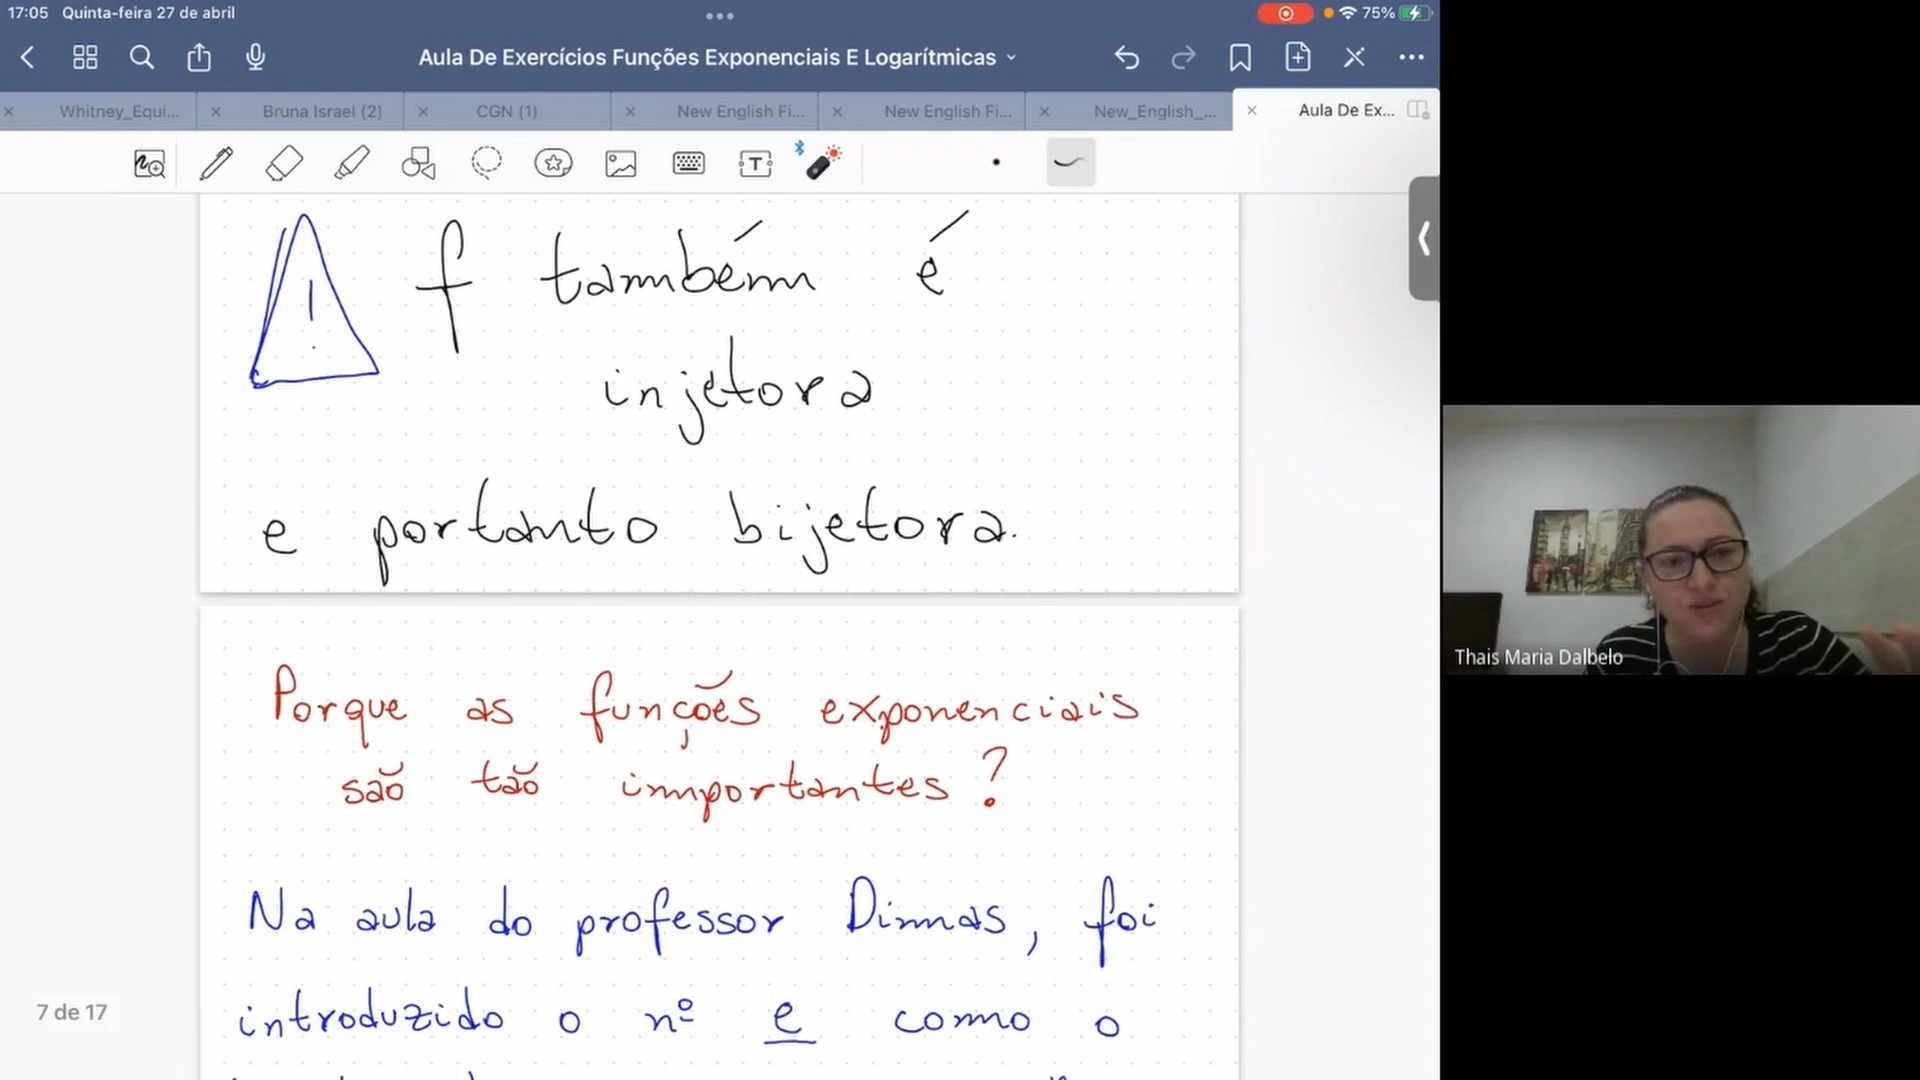 17:05 Quinta-feira 27 de abril
75%
Aula De Exercícios Funções Exponenciais E Logarítmicas
Whitney_Equi...
Bruna Israel (2)
CGN (1)
New English Fi...
New English Fi...
New_English_...
Aula De Ex...
T
! f também é
injetora
e portanto bijetora.
Porque as funções exponenciais
são tão importantes?
Na aula do professor Dimas, foi
introduzido o nº e como o
7 de 17
Thais Maria Dalbelo